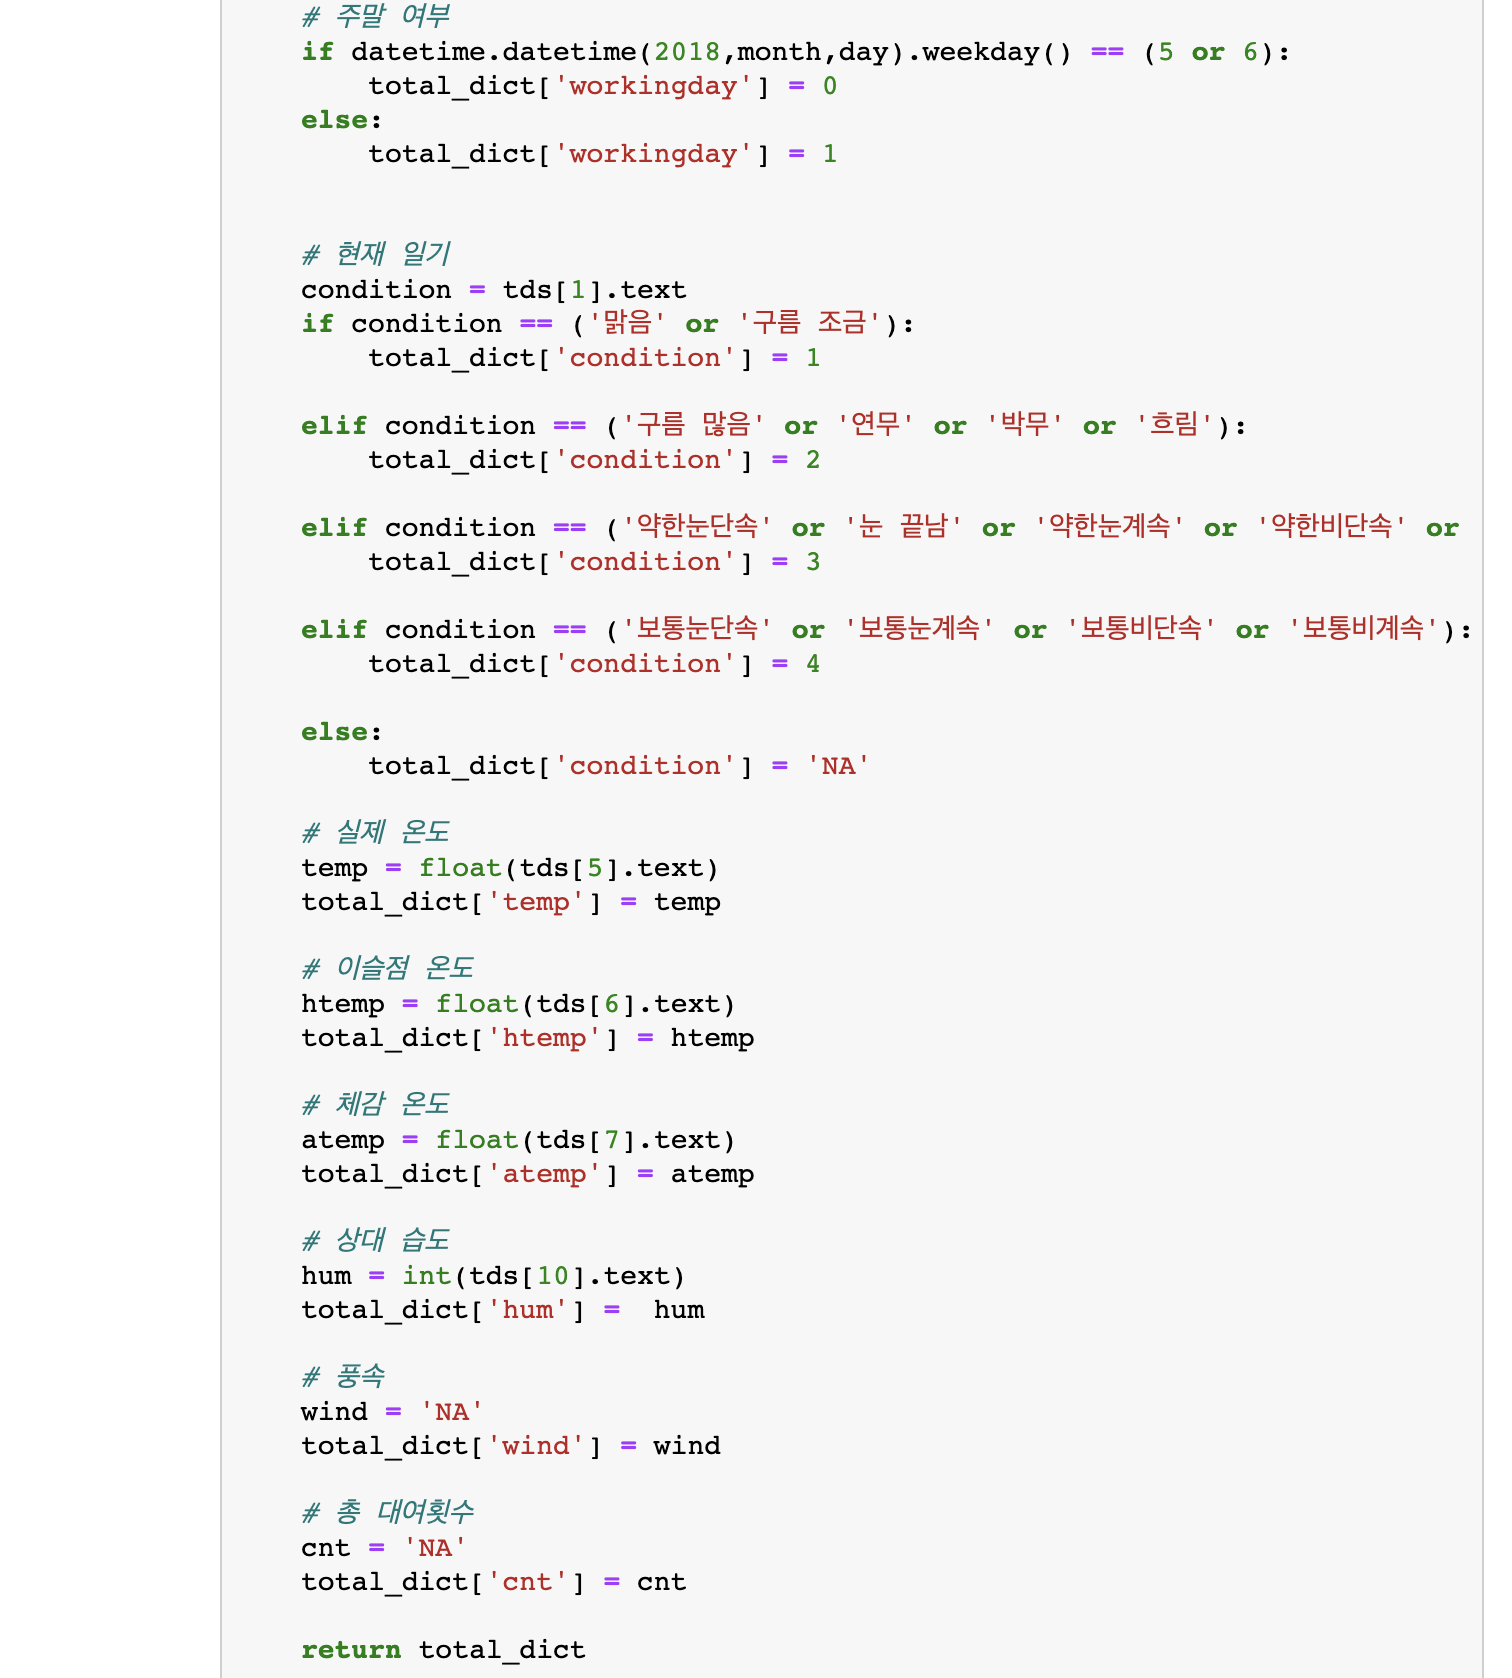 # 주말 여부
if datetime.datetime(2018,month,day).weekday() == (5 or 6):
    total_dict['workingday'] = 0
else:
    total_dict['workingday'] = 1
# 현재 일기
condition = tds[1].text
if condition == ('맑음' or '구름 조금'):
    total_dict['condition'] = 1
elif condition == ('구름 많음' or '연무' or '박무' or '흐림'):
    total_dict['condition'] = 2
elif condition == ('약한눈단속' or '눈 끝남' or '약한눈계속' or '약한비단속' or
    total_dict['condition'] = 3
elif condition == ('보통눈단속' or '보통눈계속' or '보통비단속' or '보통비계속'):
    total_dict['condition'] = 4
else:
    total_dict['condition'] = 'NA'
# 실제 온도
temp = float(tds[5].text)
total_dict['temp'] = temp
# 이슬점 온도
htemp = float(tds[6].text)
total_dict['htemp'] = htemp
# 체감 온도
atemp = float(tds[7].text)
total_dict['atemp'] = atemp
# 상대 습도
hum = int(tds[10].text)
total_dict['hum'] =  hum
# 풍속
wind = 'NA'
total_dict['wind'] = wind
# 총 대여횟수
cnt = 'NA'
total_dict['cnt'] = cnt
return total_dict